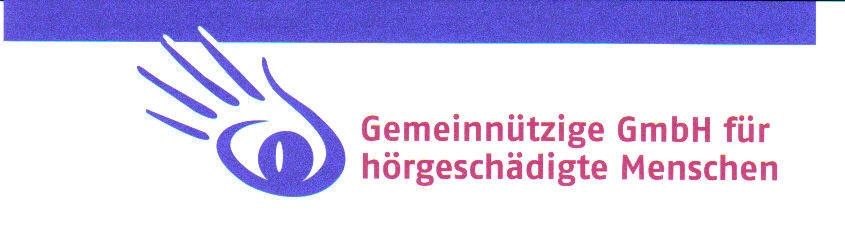 Gemeinnützige GmbH für
hörgeschädigte Menschen